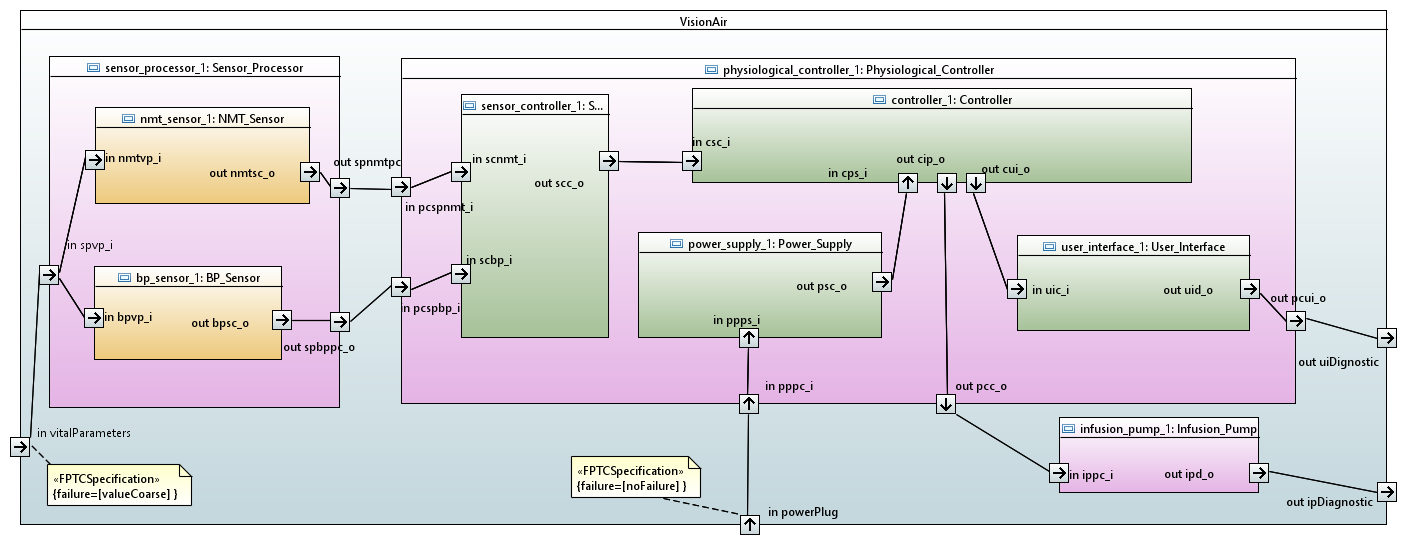 VisionAir
sensor_processor_1: Sensor_Processor
physiological_controller_1: Physiological_Controller
nmt_sensor_1: NMT_Sensor
in nmtvp_i
out nmtsc_o
out spnmtpc
in spvp_i
bp_sensor_1: BP_Sensor
in bpvp_i
out bpsc_o
out spbppc_o
sensor_controller_1: S...
in scnmt_i
out scc_o
in pcspnmt_i
in scbp_i
in pcspbp_i
controller_1: Controller
in csc_i
out cip_o
in cps_i
out cui_o
power_supply_1: Power_Supply
out psc_o
in ppps_i
user_interface_1: User_Interface
in uic_i
out uid_o
out pcui_o
out uiDignostic
in pppc_i
out pcc_o
infusion_pump_1: Infusion_Pump
in ippc_i
out ipd_o
out ipDiagnostic
in vitalParameters
«FPTCSpecification»
{failure=[valueCoarse] }
«FPTCSpecification»
{failure=[noFailure] }
in powerPlug